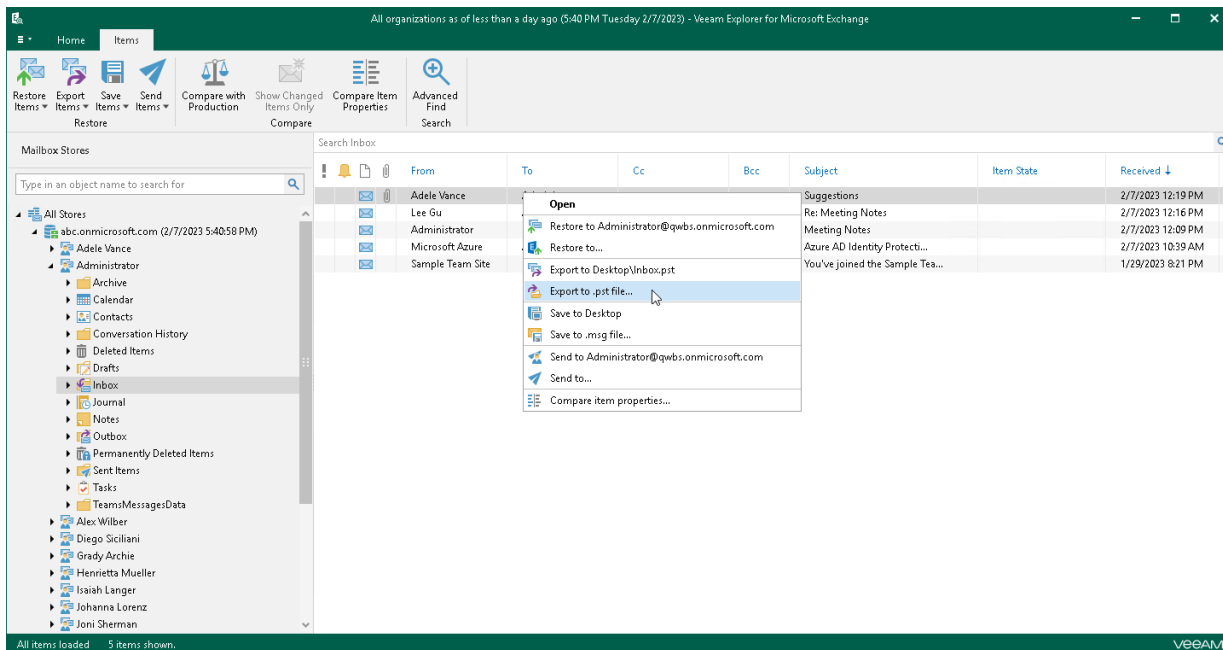 All organizations as of less than a day ago (5:40 PM Tuesday 2/7/2023) - Veeam Explorer for Microsoft Exchange
Home Items
Restore Items Export Items Save Items Send Items Compare with Production Show Changed Items Only Compare Item Properties Advanced Find
Restore Compare Search
Mailbox Stores
Type in an object name to search for
All Stores
abc.onmicrosoft.com (2/7/2023 5:40:58 PM)
Adele Vance
Administrator
Archive
Calendar
Contacts
Conversation History
Deleted Items
Drafts
Inbox
Journal
Notes
Outbox
Permanently Deleted Items
Sent Items
Tasks
TeamsMessagesData
Alex Wilber
Diego Siciliani
Grady Archie
Henrietta Mueller
Isaiah Langer
Johanna Lorenz
Joni Sherman
Search Inbox
From To Cc Bcc Subject Item State Received
Adele Vance Suggestions 2/7/2023 12:19 PM
Lee Gu Re: Meeting Notes 2/7/2023 12:16 PM
Administrator Meeting Notes 2/7/2023 12:09 PM
Microsoft Azure Azure AD Identity Protecti... 2/7/2023 10:39 AM
Sample Team Site You've joined the Sample Tea... 1/29/2023 8:21 PM
Open
Restore to Administrator@qwbs.onmicrosoft.com
Restore to...
Export to Desktop\Inbox.pst
Export to .pst file...
Save to Desktop
Save to .msg file...
Send to Administrator@qwbs.onmicrosoft.com
Send to...
Compare item properties...
All items loaded 5 items shown.
veeam